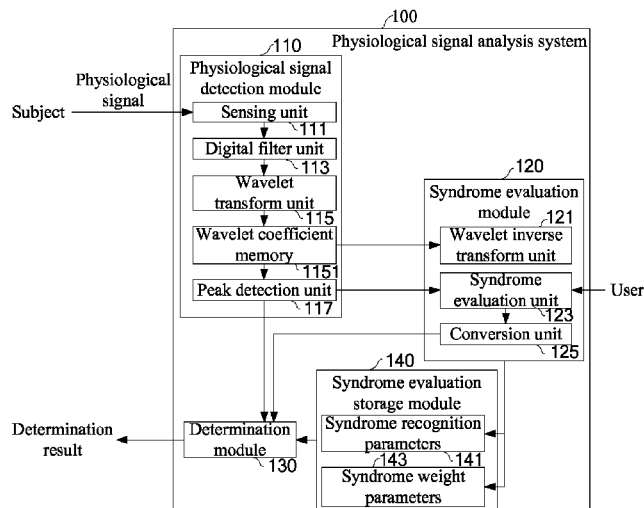 100
Physiological signal analysis system
110
Physiological signal
detection module
Physiological
signal
Subject
Sensing unit
111
Digital filter unit
113
Wavelet
transform unit
115
Wavelet coefficient
memory
1151
Peak detection unit
117
120
Syndrome evaluation
module
121
Wavelet inverse
transform unit
Syndrome
evaluation unit
123
User
Conversion unit
125
140
Syndrome evaluation
storage module
Syndrome recognition
parameters
141
143
Syndrome weight
parameters
Determination
module
130
Determination
result